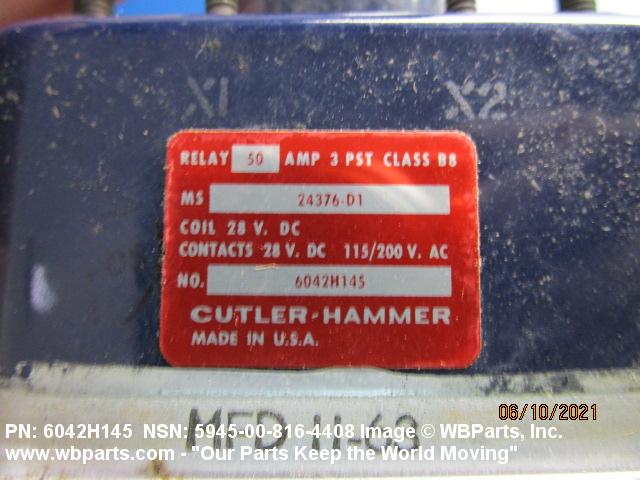 X1 X2
RELAY 50 AMP 3 PST CLASS B8
MS 24376-D1
COIL 28 V. DC
CONTACTS 28 V. DC 115/200 V. AC
NO. 6042H145
CUTLER-HAMMER
MADE IN U.S.A.
06/10/2021
PN: 6042H145 NSN: 5945-00-816-4408 Image © WBParts, Inc.
www.wbparts.com - "Our Parts Keep the World Moving"